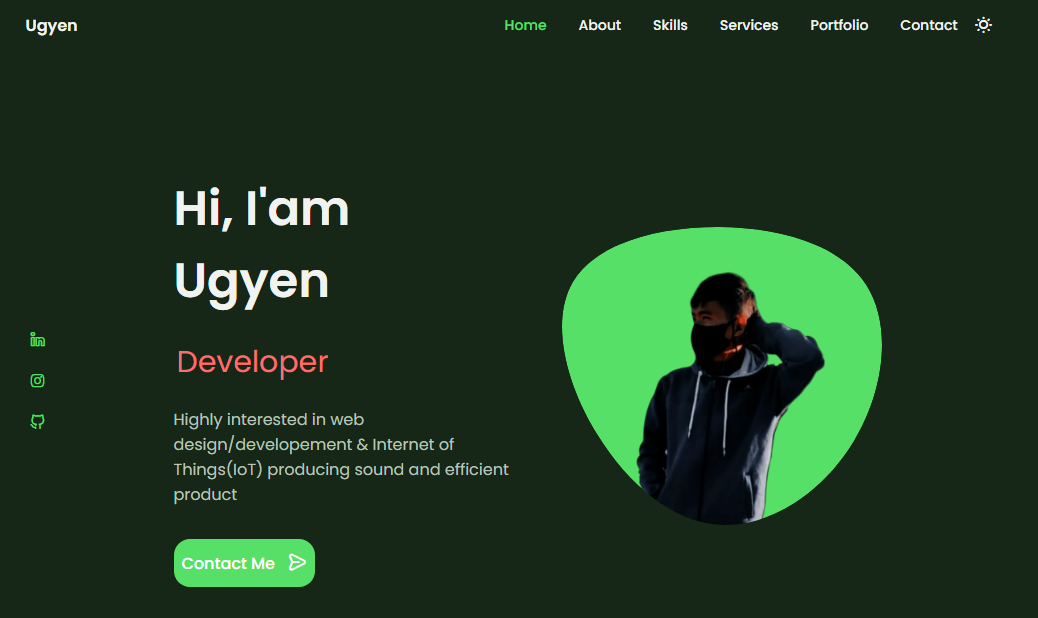 Ugyen
Home About Skills Services Portfolio Contact
Hi, I'am
Ugyen
Developer
Highly interested in web
design/developement & Internet of
Things(IoT) producing sound and efficient
product
Contact Me